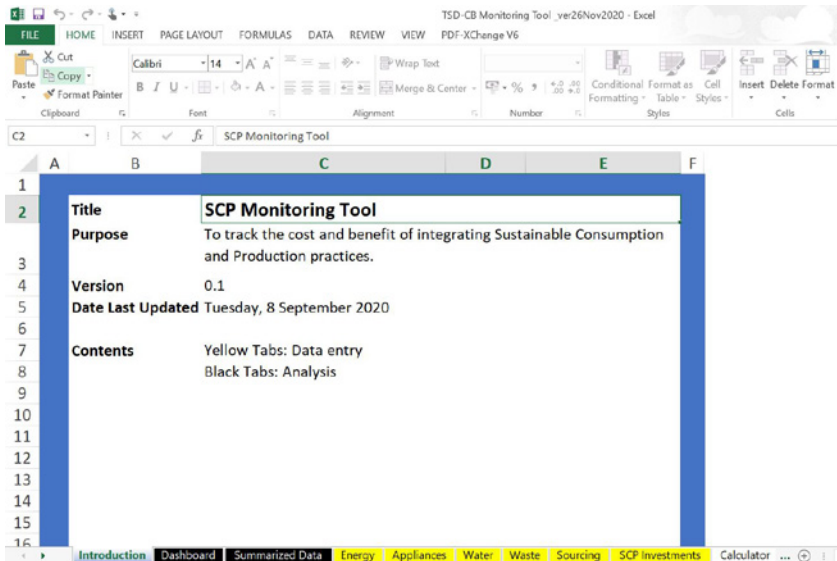 TSD-CB Monitoring Tool _ver26Nov2020 - Excel
FILE HOME INSERT PAGE LAYOUT FORMULAS DATA REVIEW VIEW PDF-XChange V6
Cut
Copy
Format Painter
Paste
Calibri 14 A A
B I U A
Wrap Text
Merge & Center
% ,
Conditional Formatting
Format as Table
Cell Styles
Insert Delete Format
Clipboard Font Alignment Number Styles Cells
C2 fx SCP Monitoring Tool
A B C D E F
1
2 Title SCP Monitoring Tool
Purpose To track the cost and benefit of integrating Sustainable Consumption
3 and Production practices.
4 Version 0.1
5 Date Last Updated Tuesday, 8 September 2020
6
7 Contents Yellow Tabs: Data entry
8 Black Tabs: Analysis
9
10
11
12
13
14
15
16
Introduction Dashboard Summarized Data Energy Appliances Water Waste Sourcing SCP Investments Calculator ...